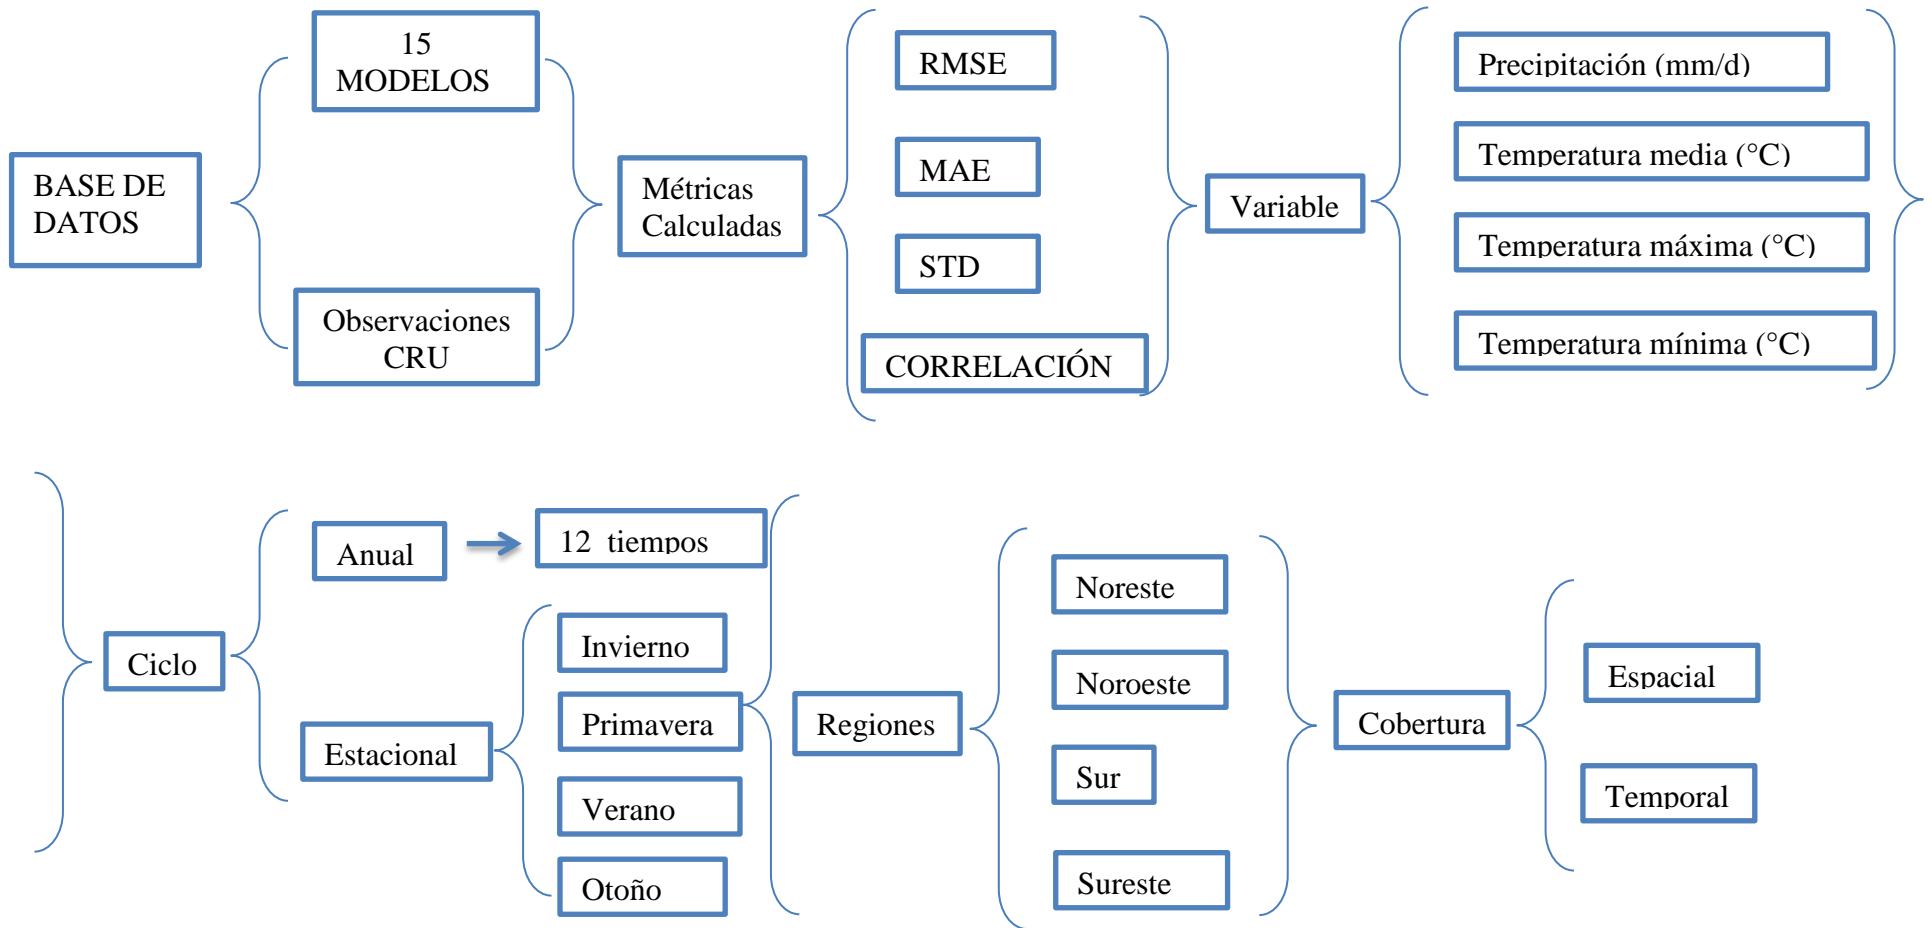 BASE DE
DATOS
15
MODELOS
Observaciones
CRU
Métricas
Calculadas
RMSE
MAE
STD
CORRELACIÓN
Variable
Precipitación (mm/d)
Temperatura media (°C)
Temperatura máxima (°C)
Temperatura mínima (°C)
Ciclo
Anual
12 tiempos
Estacional
Invierno
Primavera
Verano
Otoño
Regiones
Noreste
Noroeste
Sur
Sureste
Cobertura
Espacial
Temporal